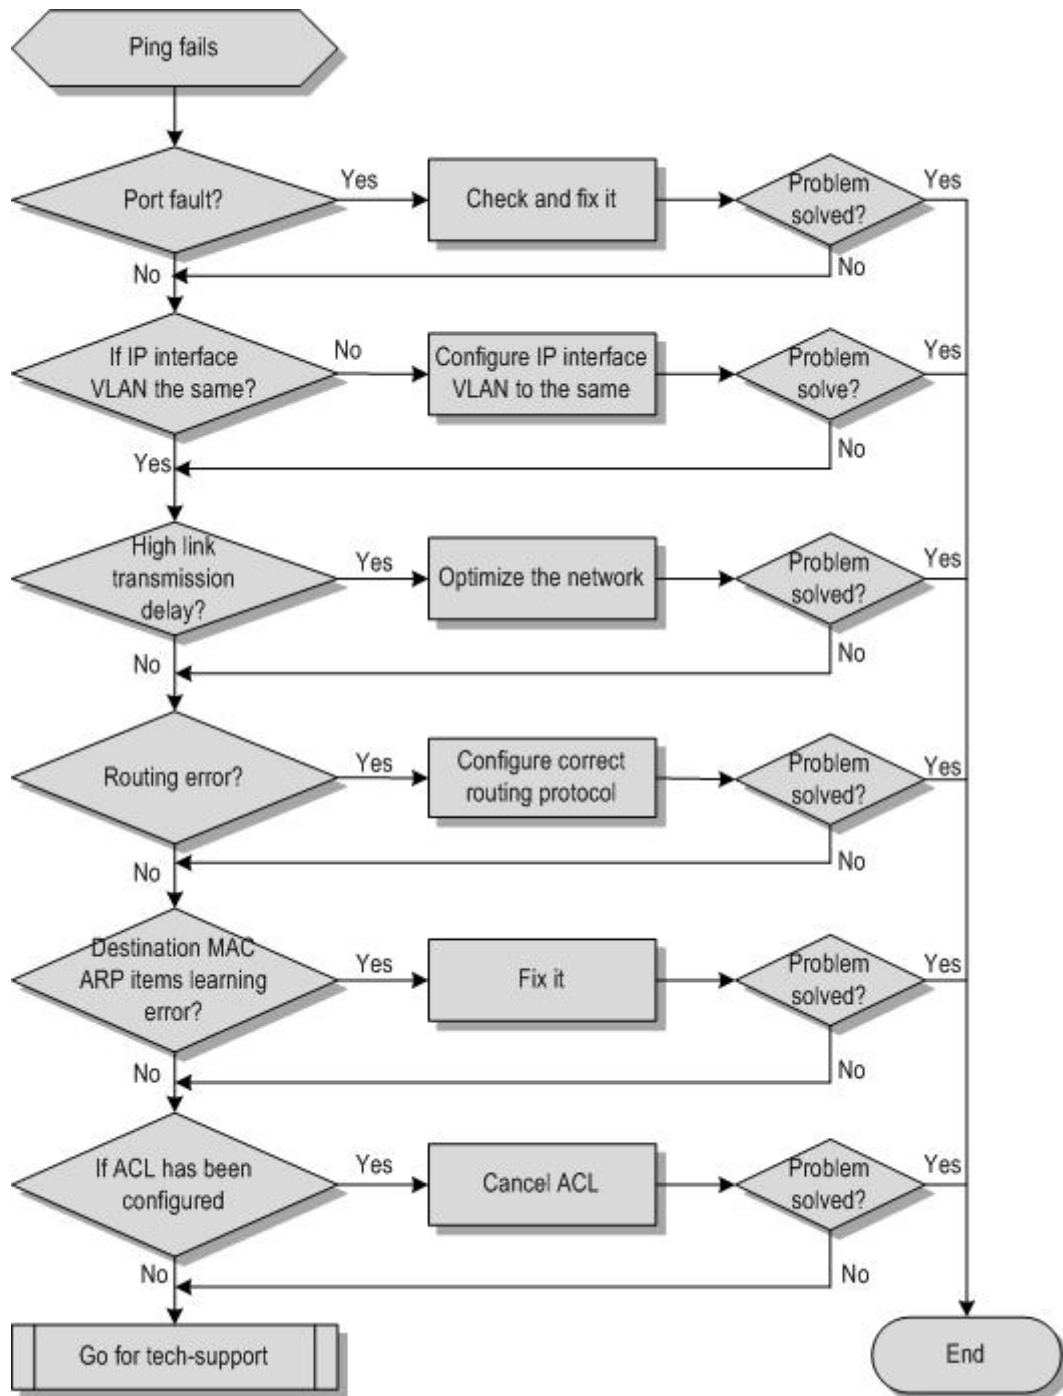 Ping fails
Port fault?
Yes
Check and fix it
Problem
solved?
Yes
No
No
If IP interface
VLAN the same?
No
Configure IP interface
VLAN to the same
Problem
solve?
Yes
No
Yes
High link
transmission
delay?
Yes
Optimize the network
Problem
solved?
Yes
No
No
Routing error?
Yes
Configure correct
routing protocol
Problem
solved?
Yes
No
No
Destination MAC
ARP items learning
error?
Yes
Fix it
Problem
solved?
Yes
No
No
If ACL has been
configured
Yes
Cancel ACL
Problem
solved?
Yes
No
No
Go for tech-support
End